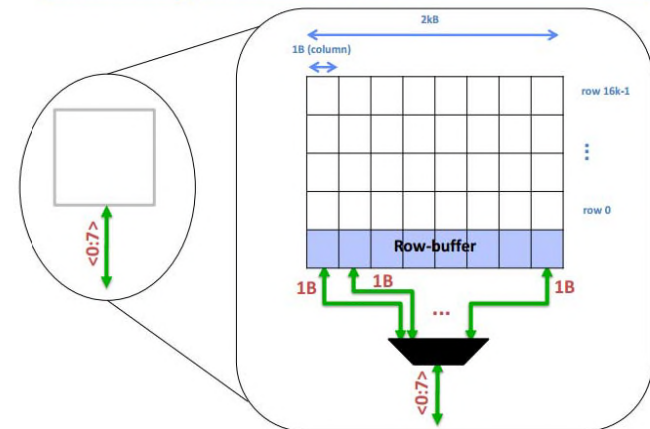 2kB
1B (column)
row 16k-1
...
row 0
Row-buffer
1B
1B
...
1B
<0:7>
<0:7>